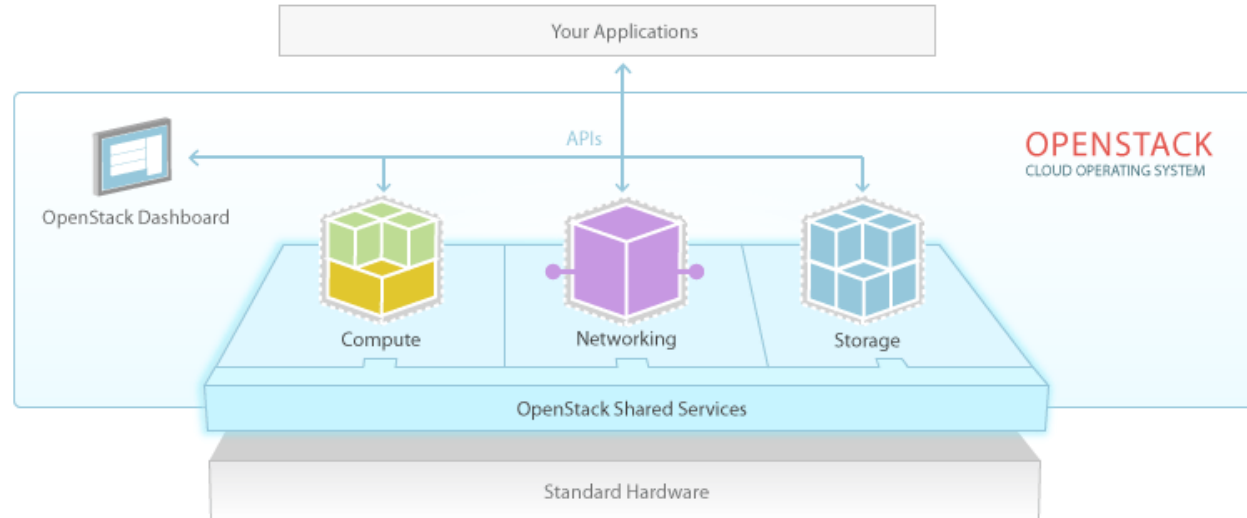 Your Applications
APIs
OPENSTACK
CLOUD OPERATING SYSTEM
OpenStack Dashboard
Compute
Networking
Storage
OpenStack Shared Services
Standard Hardware